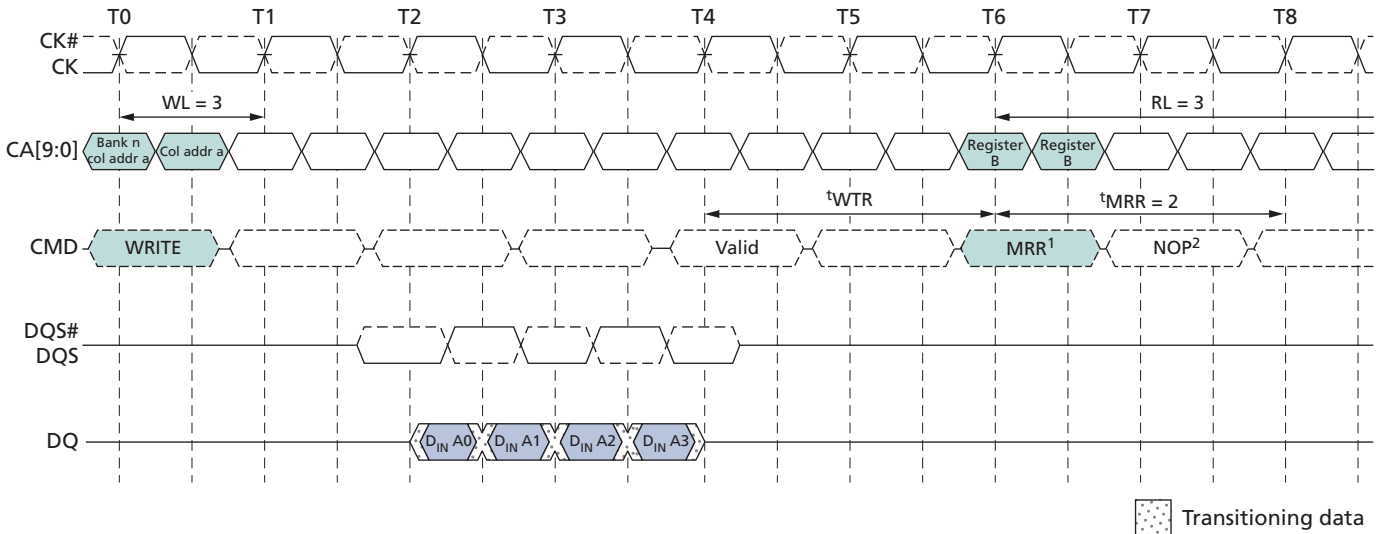 T0 T1 T2 T3 T4 T5 T6 T7 T8
CK#
CK
WL = 3
RL = 3
CA[9:0]
Bank n
col addr a
Col addr a
Register
B
Register
B
tWTR
tMRR = 2
CMD
WRITE
Valid
MRR1
NOP2
DQS#
DQS
DQ
DIN A0
DIN A1
DIN A2
DIN A3
Transitioning data